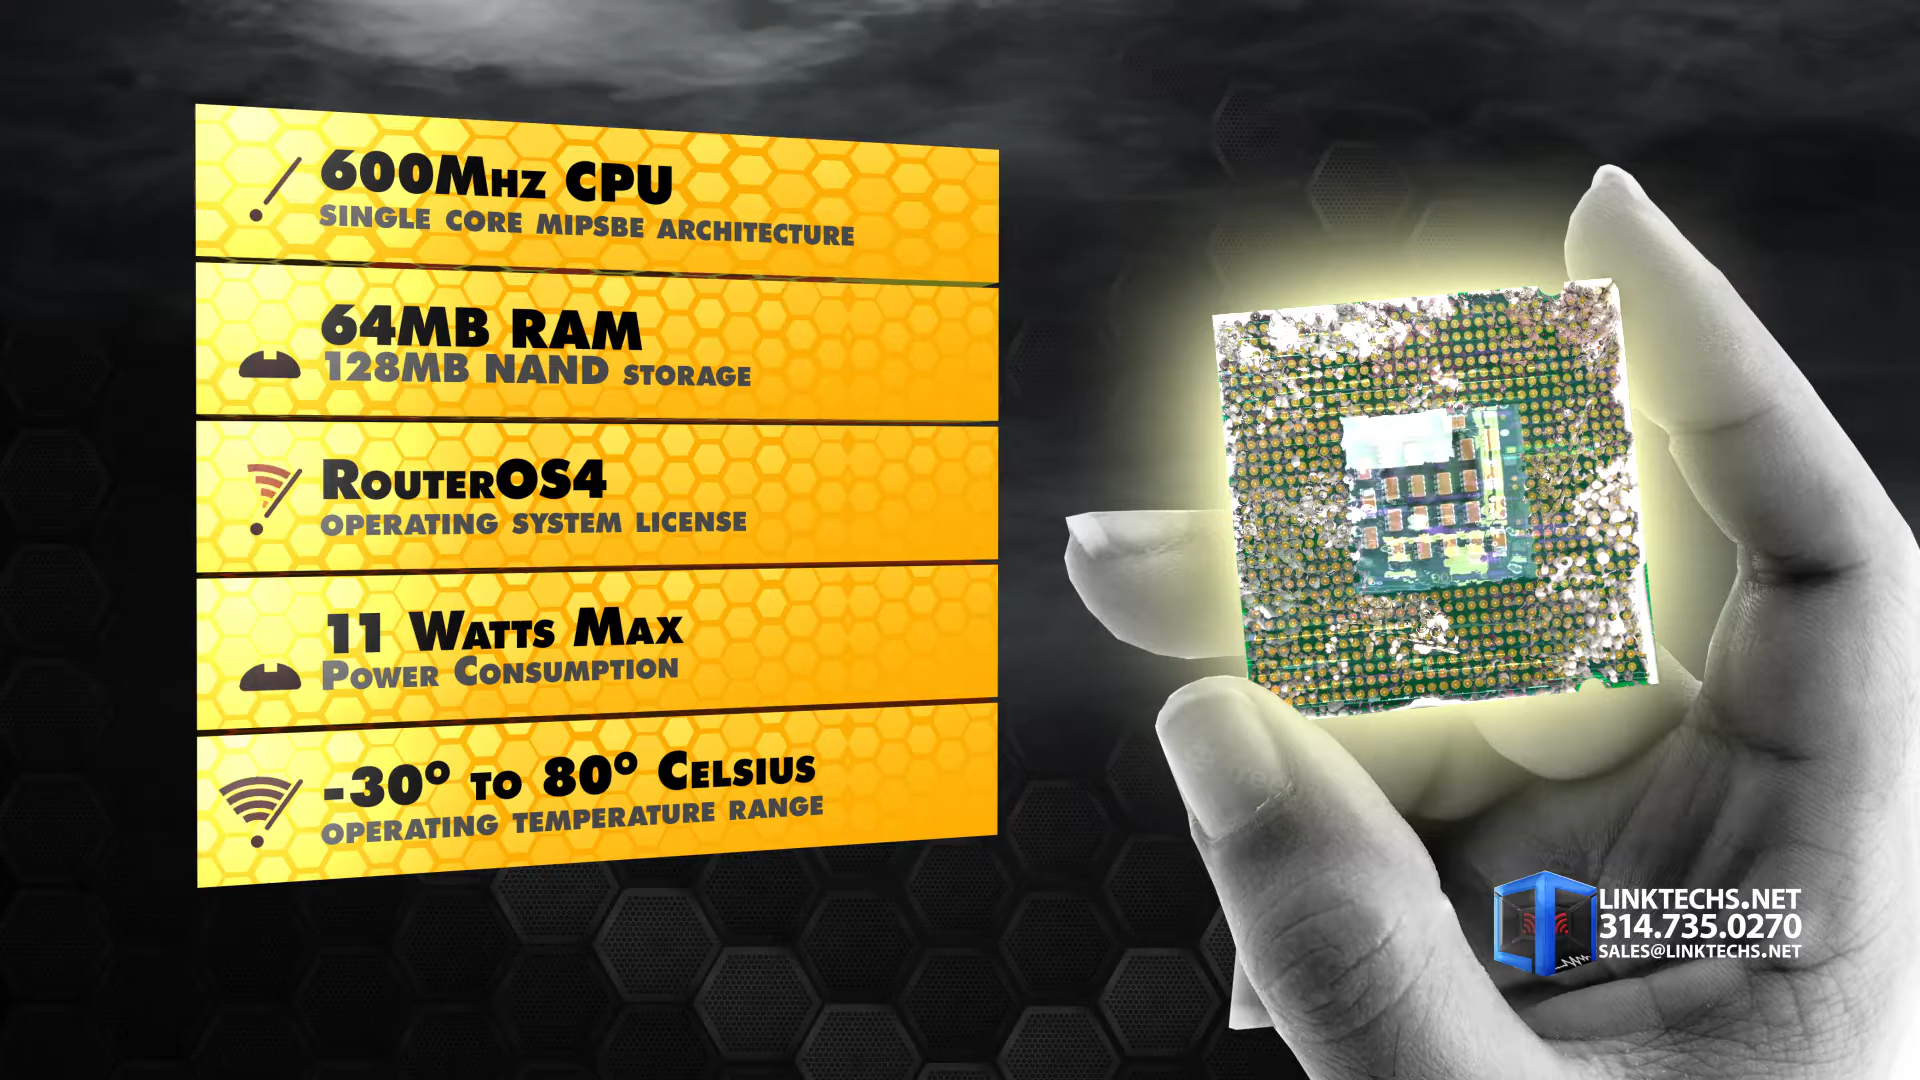 600Mhz CPU
SINGLE CORE MIPSBE ARCHITECTURE
64MB RAM
128MB NAND STORAGE
ROUTEROS4
OPERATING SYSTEM LICENSE
11 WATTS MAX
POWER CONSUMPTION
-30° TO 80° CELSIUS
OPERATING TEMPERATURE RANGE
LINKTECHS.NET
314.735.0270
SALES@LINKTECHS.NET